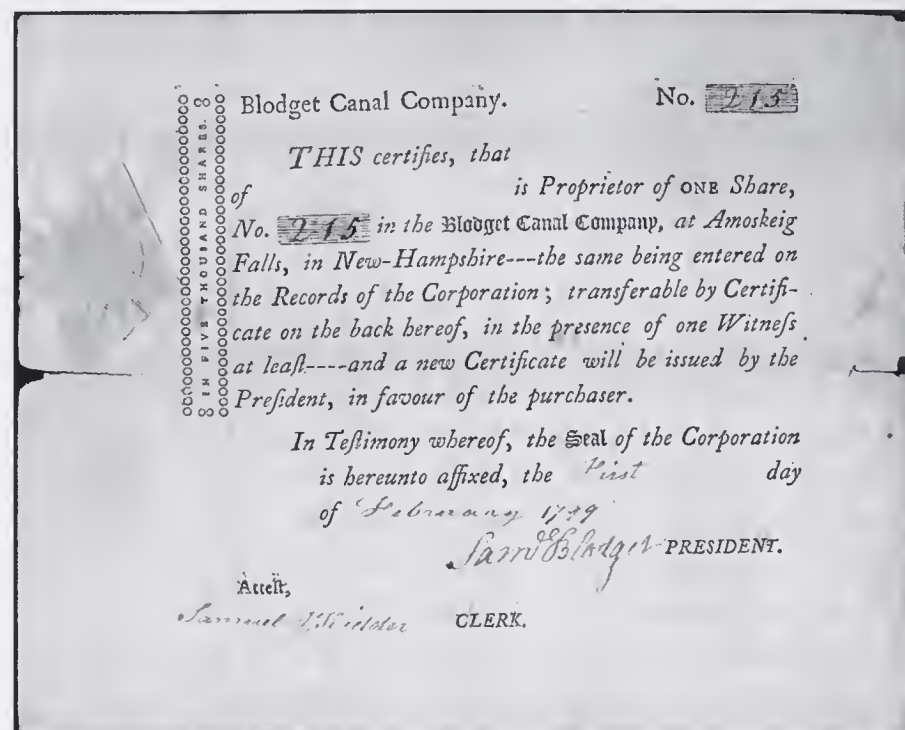 IN FIVE THOUSAND SHARES.
Blodget Canal Company. No. 215
THIS certifies, that
of is Proprietor of ONE Share,
No. 215 in the Blodget Canal Company, at Amoskeig
Falls, in New-Hampshire---the same being entered on
the Records of the Corporation; transferable by Certifi-
cate on the back hereof, in the presence of one Witneſs
at leaſt----and a new Certificate will be issued by the
Preſident, in favour of the purchaser.
In Teſtimony whereof, the Seal of the Corporation
is hereunto affixed, the First day
of February 1799
Saml Blodget PRESIDENT.
Atteſt,
Samuel CLERK.